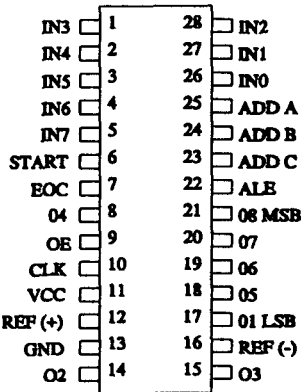 IN3 1 28 IN2
IN4 2 27 IN1
IN5 3 26 IN0
IN6 4 25 ADD A
IN7 5 24 ADD B
START 6 23 ADD C
EOC 7 22 ALE
04 8 21 08 MSB
OE 9 20 07
CLK 10 19 06
VCC 11 18 05
REF (+) 12 17 01 LSB
GND 13 16 REF (-)
O2 14 15 O3